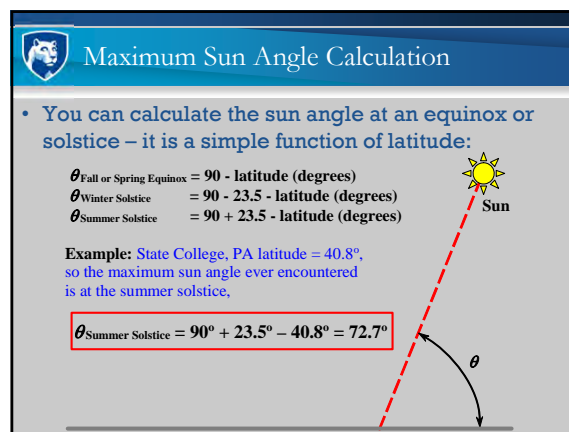 Maximum Sun Angle Calculation
• You can calculate the sun angle at an equinox or
solstice – it is a simple function of latitude:
θFall or Spring Equinox = 90 - latitude (degrees)
θWinter Solstice = 90 - 23.5 - latitude (degrees)
θSummer Solstice = 90 + 23.5 - latitude (degrees)
Sun
Example: State College, PA latitude = 40.8º,
so the maximum sun angle ever encountered
is at the summer solstice,
θSummer Solstice = 90º + 23.5º – 40.8º = 72.7º
θ